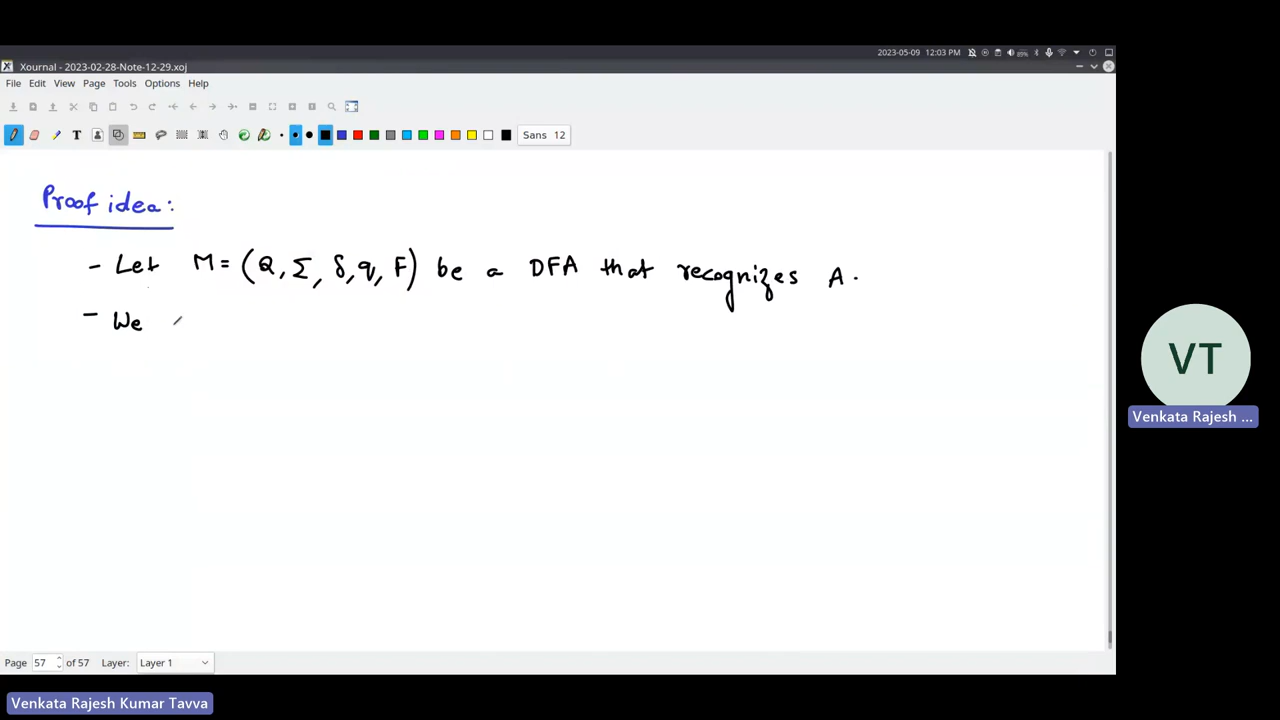 2023-05-09 12:03 PM
Xournal - 2023-02-28-Note-12-29.xoj
File Edit View Page Tools Options Help
Sans 12
Proof idea:
- Let M = (Q, Σ, δ, q, F) be a DFA that recognizes A.
- We
VT
Venkata Rajesh ...
Page 57 of 57 Layer: Layer 1
Venkata Rajesh Kumar Tavva